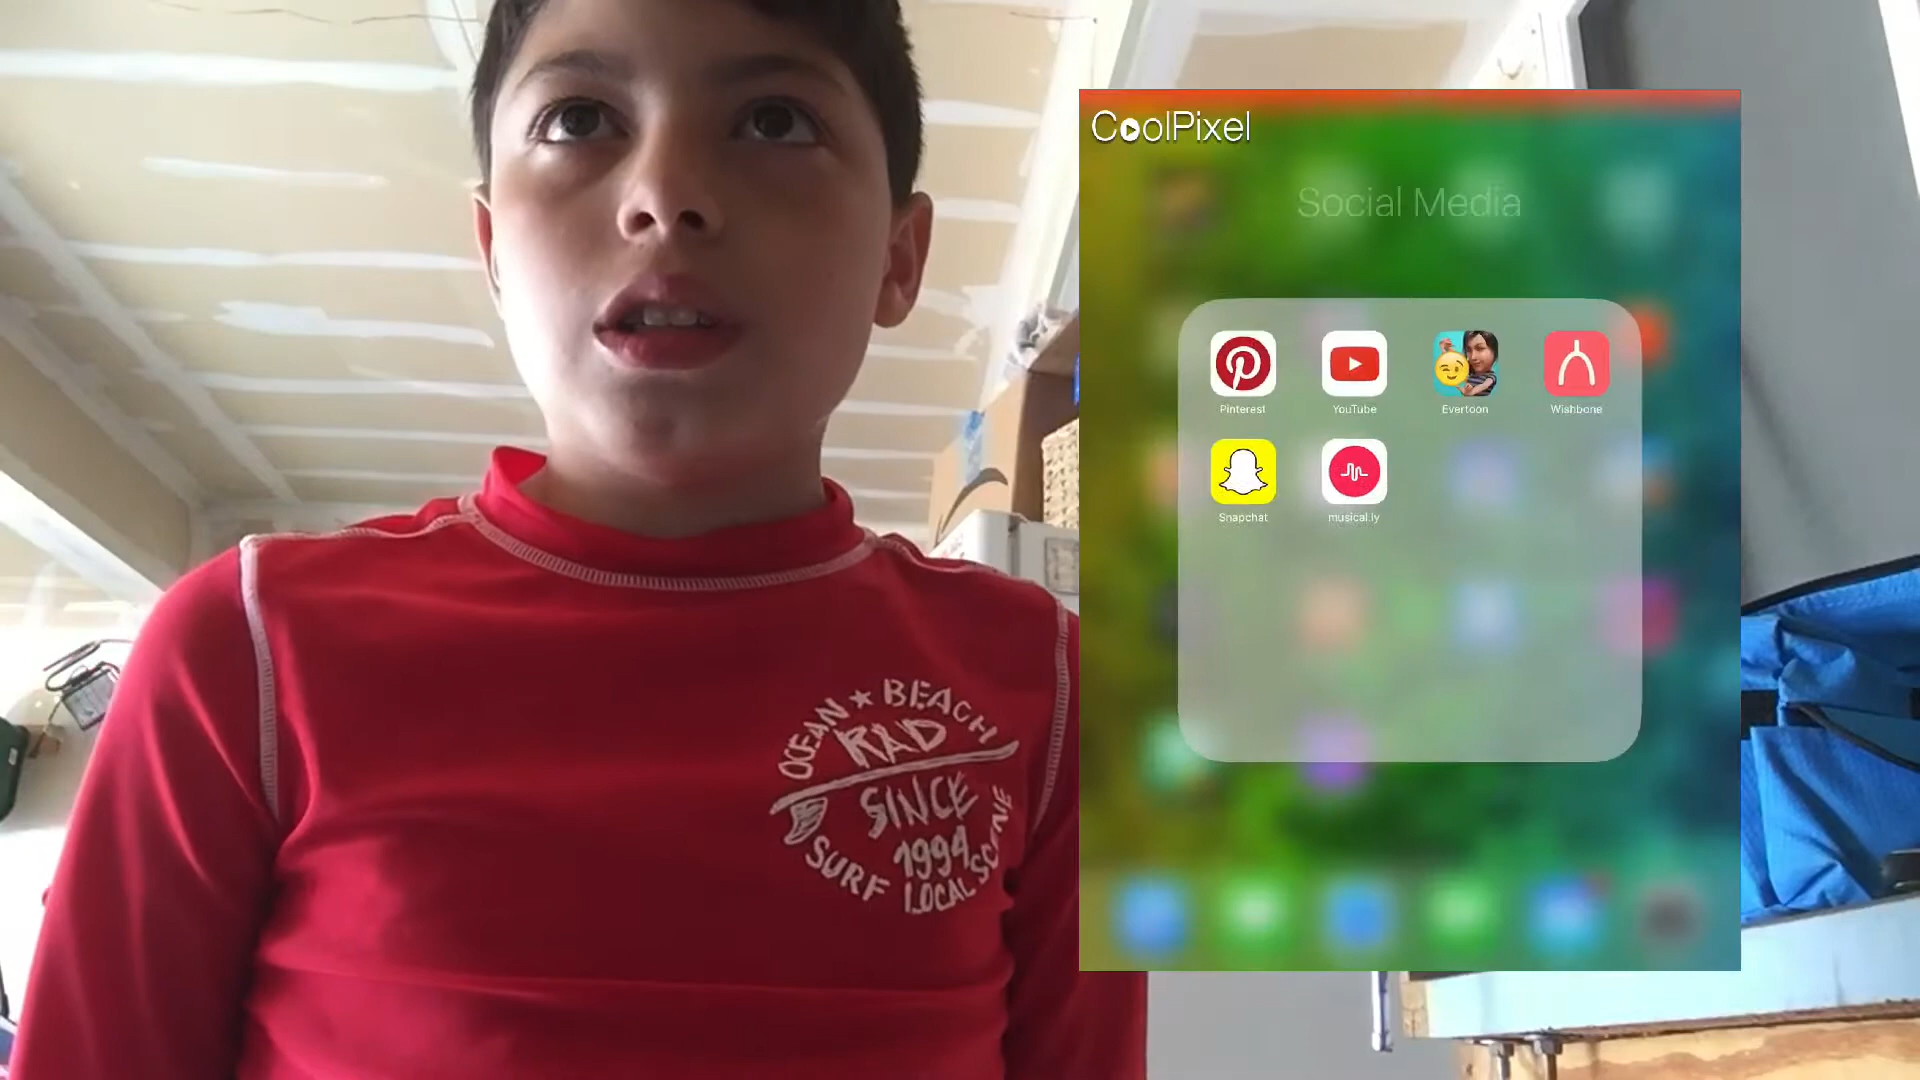 CoolPixel
Social Media
Pinterest
YouTube
Evertoon
Wishbone
Snapchat
musical.ly
OCEAN ★ BEACH
RAD
SINCE
1994
SURF LOCAL SCENE